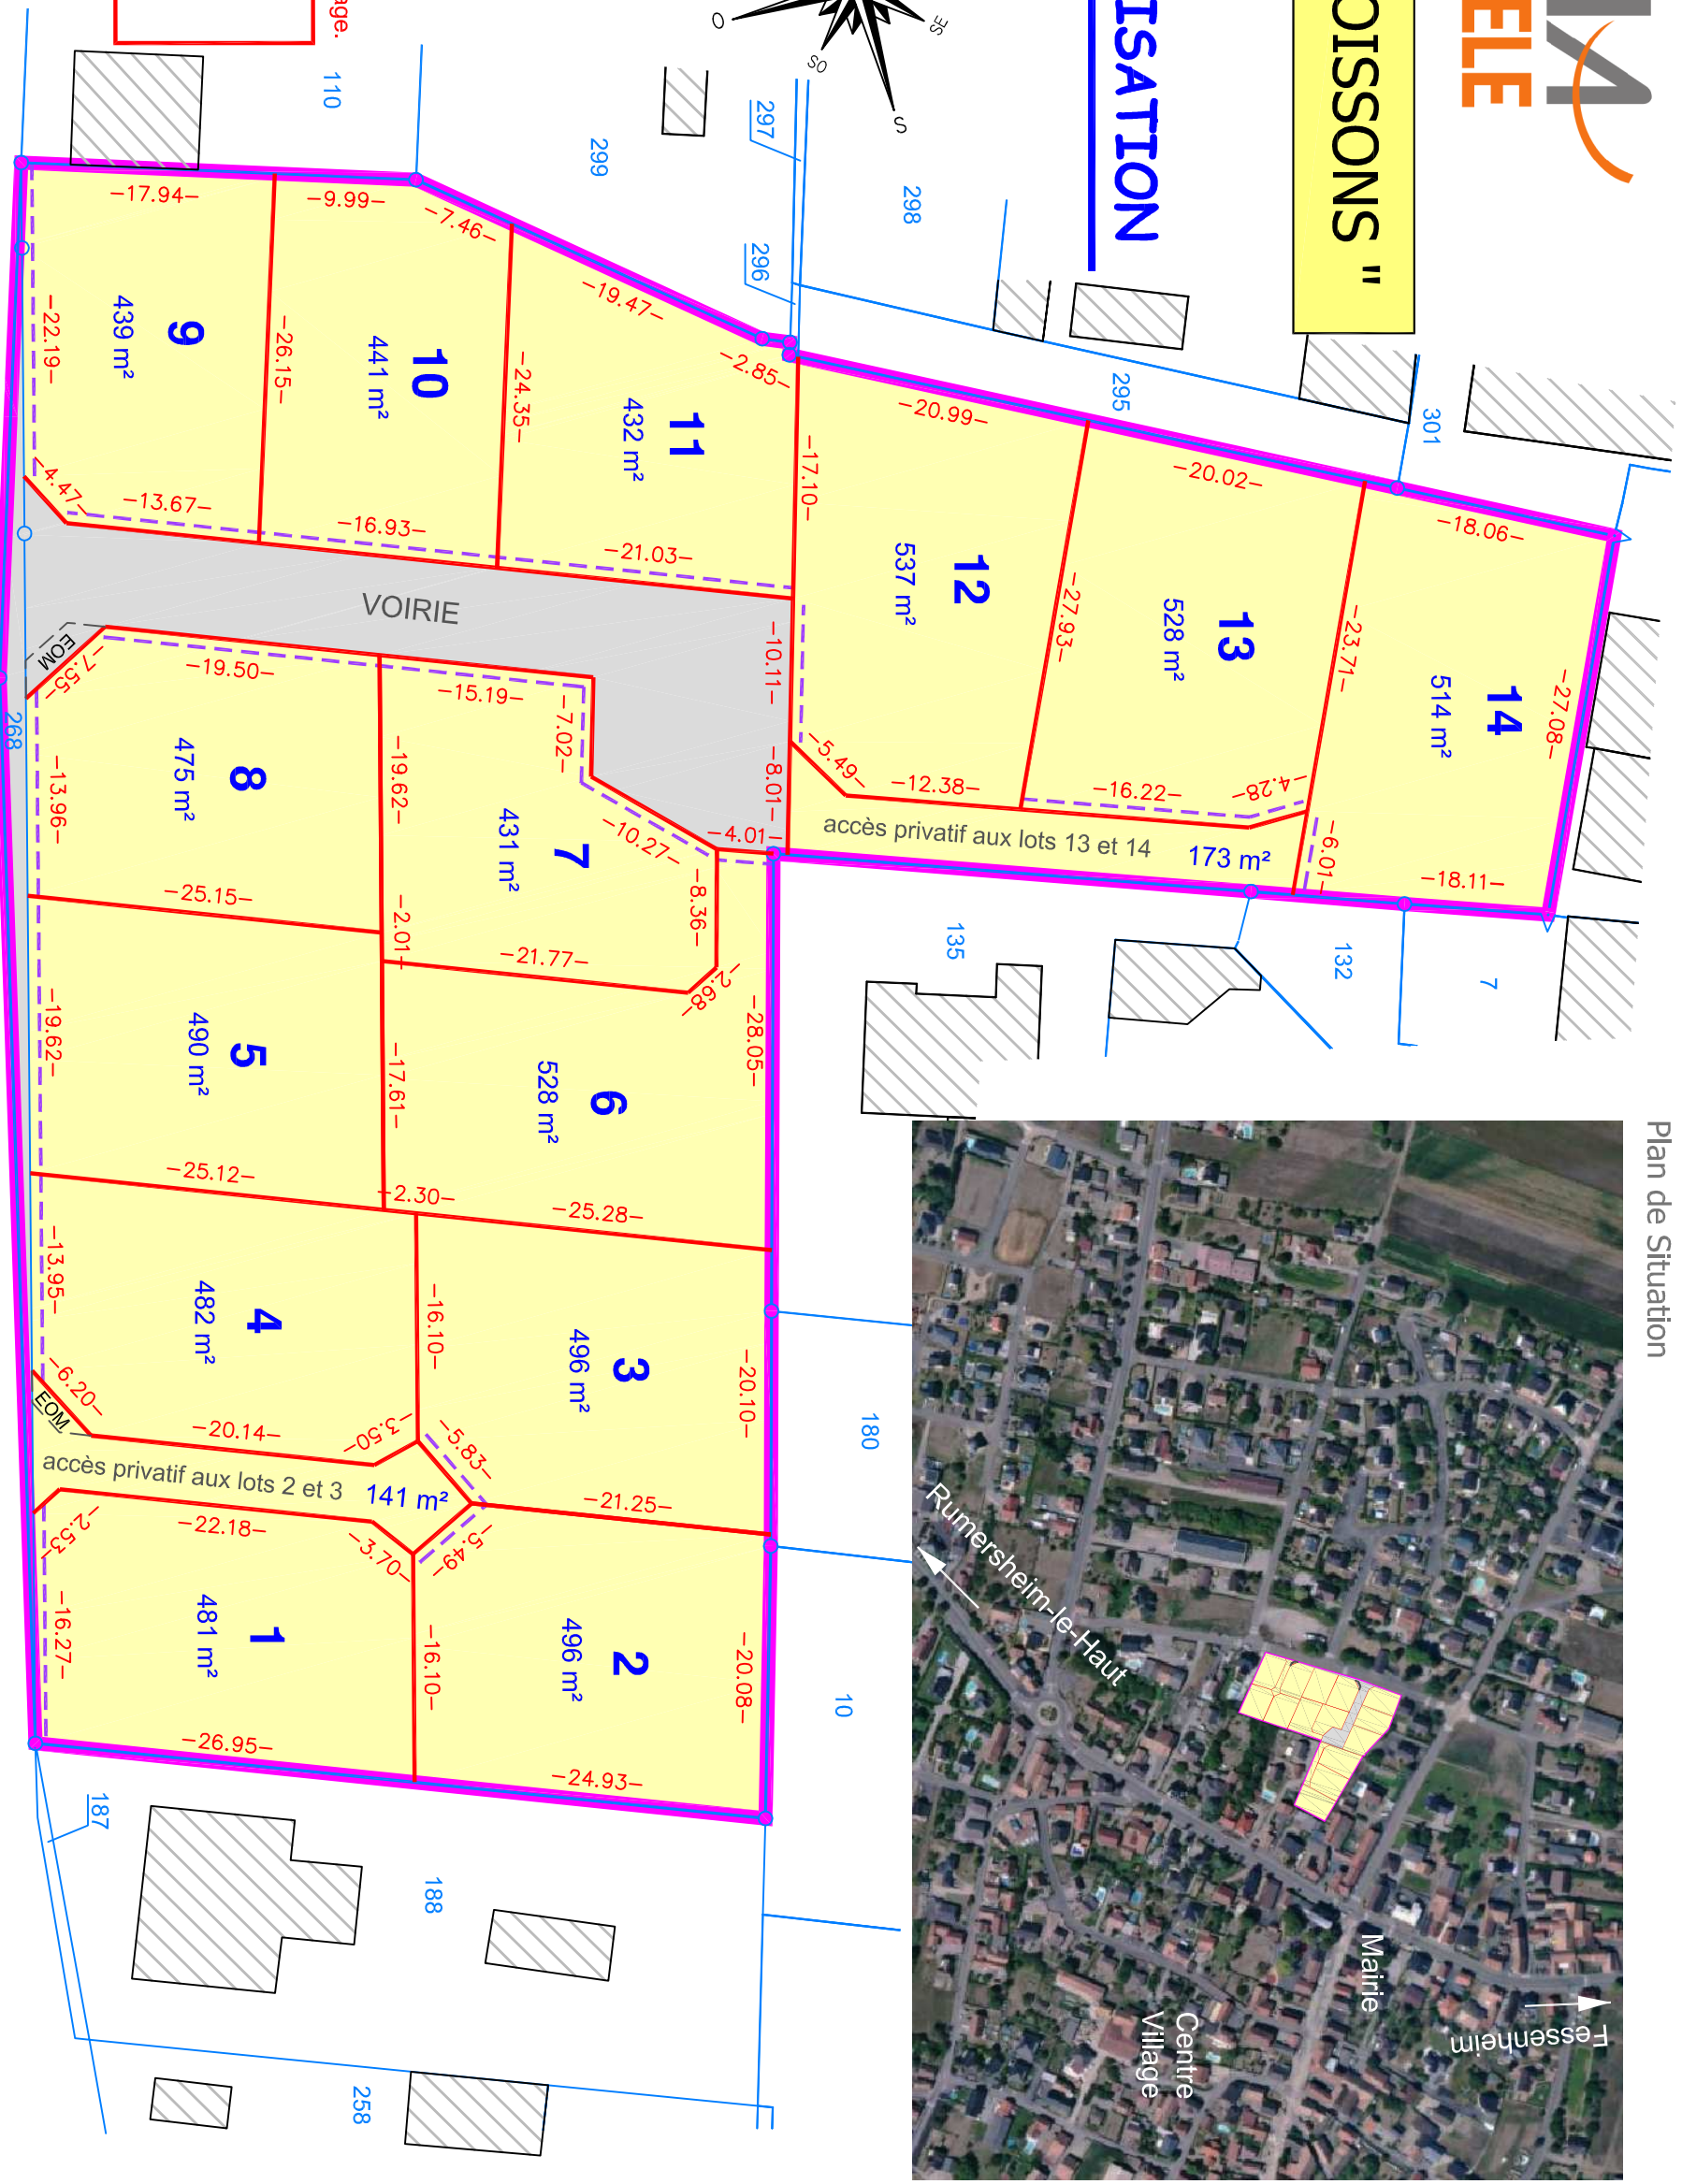 ELE
OISSONS "
ISATION
age.
O
SO
S
SE
Plan de Situation
110
299
297
296
298
295
301
135
132
7
180
10
187
188
258
268
9
439 m²
10
441 m²
11
432 m²
12
537 m²
13
528 m²
14
514 m²
8
475 m²
7
431 m²
5
490 m²
6
528 m²
4
482 m²
3
496 m²
1
481 m²
2
496 m²
VOIRIE
EOM
EOM
accès privatif aux lots 13 et 14 173 m²
accès privatif aux lots 2 et 3 141 m²
-17.94-
-9.99-
-7.46-
-19.47-
-2.85-
-20.99-
-20.02-
-18.06-
-22.19-
-26.15-
-24.35-
-17.10-
-27.93-
-23.71-
-27.08-
-4.47-
-13.67-
-16.93-
-21.03-
-10.11-
-8.01-
-5.49-
-12.38-
-16.22-
-4.28-
-6.01-
-18.11-
-7.55-
-19.50-
-15.19-
-7.02-
-10.27-
-4.01-
-13.96-
-19.62-
-8.36-
-25.15-
-2.01-
-21.77-
-2.68-
-28.05-
-19.62-
-17.61-
-25.12-
-2.30-
-25.28-
-13.95-
-16.10-
-20.10-
-6.20-
-20.14-
-3.50-
-5.83-
-21.25-
-2.53-
-22.18-
-3.70-
-5.49-
-16.27-
-16.10-
-20.08-
-26.95-
-24.93-
Rumersheim-le-Haut
Mairie
Centre
Village
Fessenheim